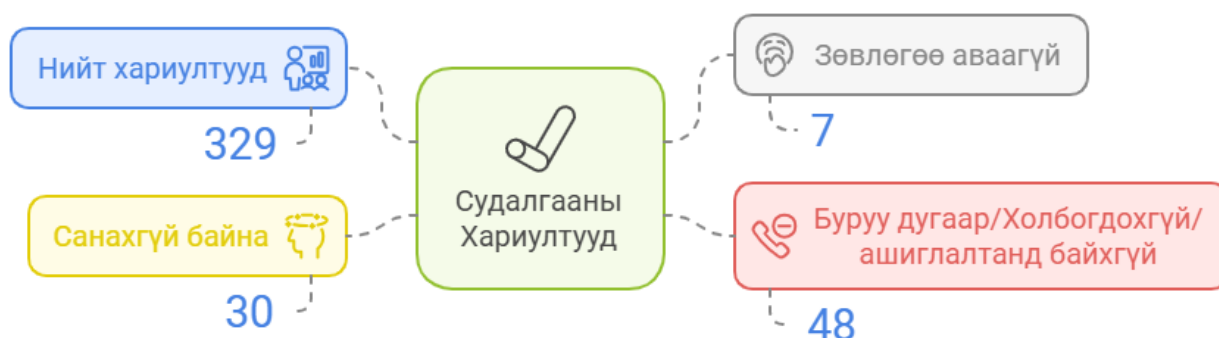 Нийт хариултууд
329
Санахгүй байна
30
Судалгааны
Хариултууд
Зөвлөгөө аваагүй
7
Буруу дугаар/Холбогдохгүй/
ашиглалтанд байхгүй
48